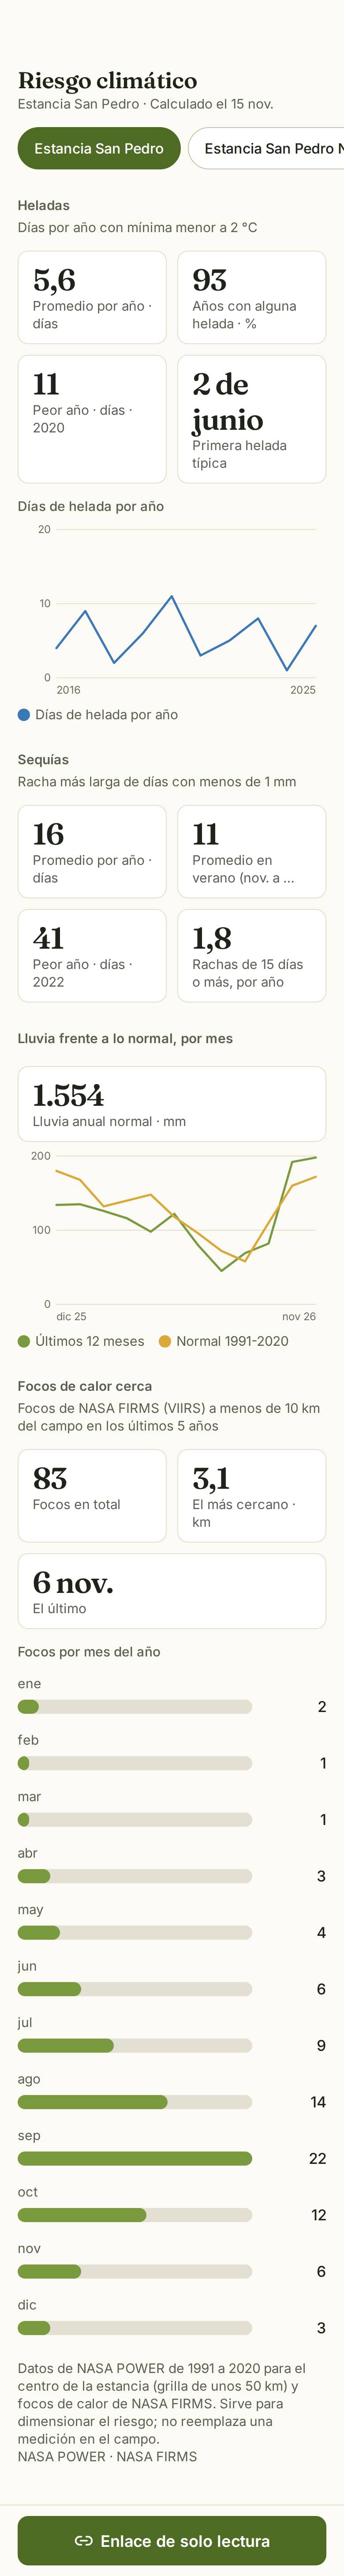 Riesgo climático
Estancia San Pedro · Calculado el 15 nov.
Estancia San Pedro
Estancia San Pedro N
Heladas
Días por año con mínima menor a 2 °C
5,6
Promedio por año ·
días
93
Años con alguna
helada · %
11
Peor año · días ·
2020
2 de
junio
Primera helada
típica
Días de helada por año
20
10
0
2016
2025
Días de helada por año
Sequías
Racha más larga de días con menos de 1 mm
16
Promedio por año ·
días
11
Promedio en
verano (nov. a ...
41
Peor año · días ·
2022
1,8
Rachas de 15 días
o más, por año
Lluvia frente a lo normal, por mes
1.554
Lluvia anual normal · mm
200
100
0
dic 25
nov 26
Últimos 12 meses
Normal 1991-2020
Focos de calor cerca
Focos de NASA FIRMS (VIIRS) a menos de 10 km
del campo en los últimos 5 años
83
Focos en total
3,1
El más cercano ·
km
6 nov.
El último
Focos por mes del año
ene
2
feb
1
mar
1
abr
3
may
4
jun
6
jul
9
ago
14
sep
22
oct
12
nov
6
dic
3
Datos de NASA POWER de 1991 a 2020 para el
centro de la estancia (grilla de unos 50 km) y
focos de calor de NASA FIRMS. Sirve para
dimensionar el riesgo; no reemplaza una
medición en el campo.
NASA POWER · NASA FIRMS
Enlace de solo lectura